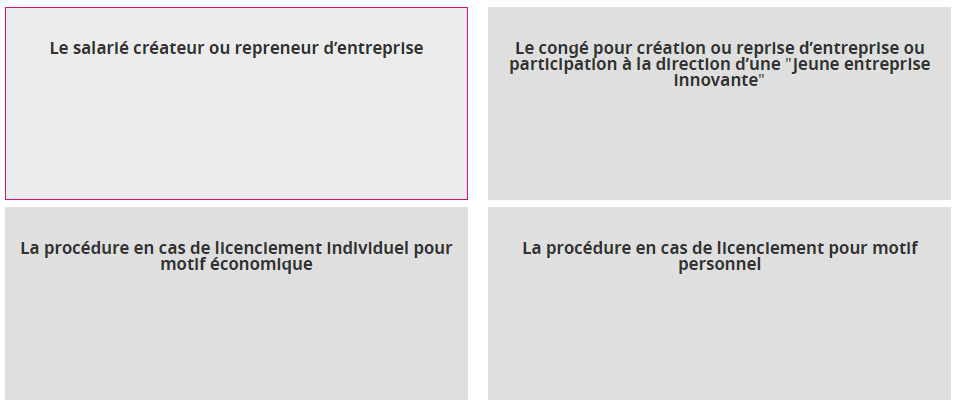 Le salarié créateur ou repreneur d’entreprise
Le congé pour création ou reprise d’entreprise ou
participation à la direction d’une "Jeune entreprise
innovante"
La procédure en cas de licenciement individuel pour
motif économique
La procédure en cas de licenciement pour motif
personnel